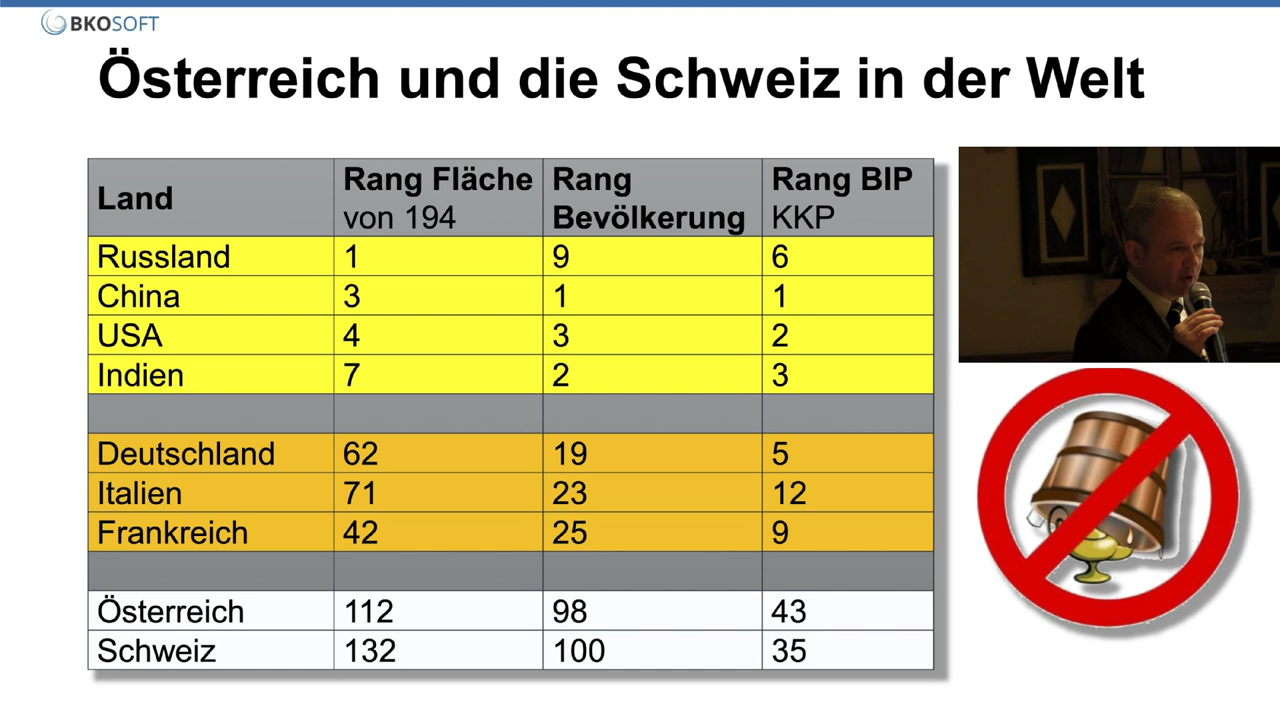 BKOSOFT
Österreich und die Schweiz in der Welt
Land Rang Fläche von 194 Rang Bevölkerung Rang BIP KKP
Russland 1 9 6
China 3 1 1
USA 4 3 2
Indien 7 2 3
Deutschland 62 19 5
Italien 71 23 12
Frankreich 42 25 9
Österreich 112 98 43
Schweiz 132 100 35